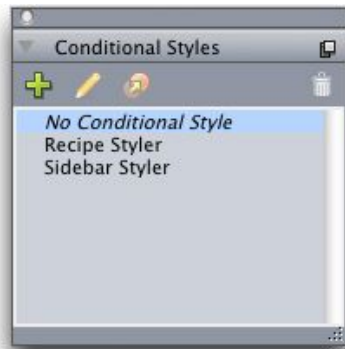 Conditional Styles
No Conditional Style
Recipe Styler
Sidebar Styler